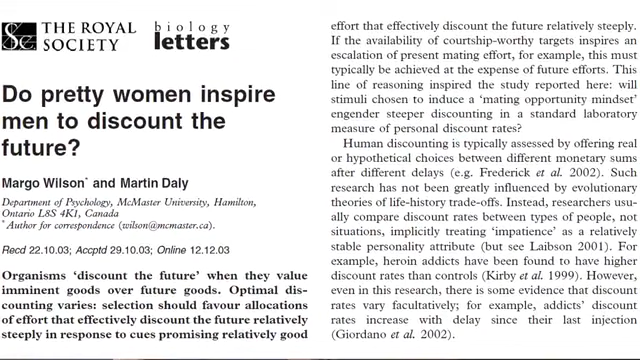 THE ROYAL
SOCIETY
biology
letters
Do pretty women inspire
men to discount the
future?
Margo Wilson* and Martin Daly
Department of Psychology, McMaster University, Hamilton,
Ontario L8S 4K1, Canada
*Author for correspondence (wilson@mcmaster.ca).
Recd 22.10.03; Accptd 29.10.03; Online 12.12.03
Organisms ‘discount the future’ when they value
imminent goods over future goods. Optimal dis-
counting varies: selection should favour allocations
of effort that effectively discount the future relatively
steeply in response to cues promising relatively good
effort that effectively discount the future relatively steeply.
If the availability of courtship-worthy targets inspires an
escalation of present mating effort, for example, this must
typically be achieved at the expense of future efforts. This
line of reasoning inspired the study reported here: will
stimuli chosen to induce a ‘mating opportunity mindset’
engender steeper discounting in a standard laboratory
measure of personal discount rates?
Human discounting is typically assessed by offering real
or hypothetical choices between different monetary sums
after different delays (e.g. Frederick et al. 2002). Such
research has not been greatly influenced by evolutionary
theories of life-history trade-offs. Instead, researchers usu-
ally compare discount rates between types of people, not
situations, implicitly treating ‘impatience’ as a relatively
stable personality attribute (but see Laibson 2001). For
example, heroin addicts have been found to have higher
discount rates than controls (Kirby et al. 1999). However,
even in this research, there is some evidence that discount
rates vary facultatively; for example, addicts’ discount
rates increase with delay since their last injection
(Giordano et al. 2002).